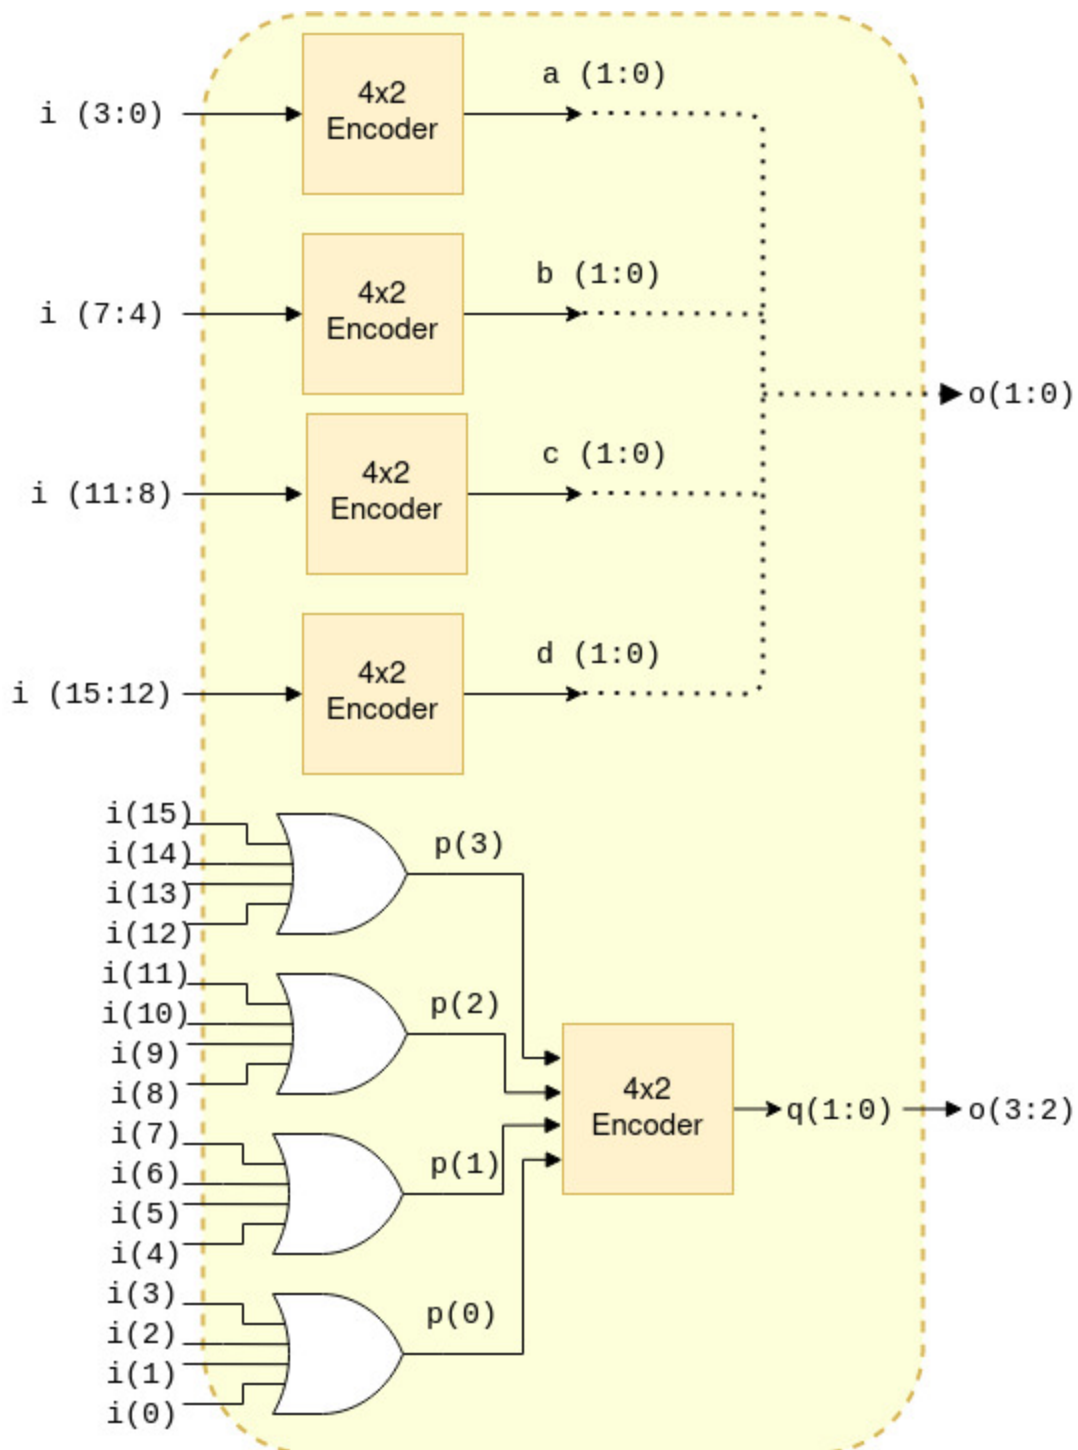 a (1:0)
i (3:0)
4x2
Encoder
b (1:0)
i (7:4)
4x2
Encoder
o(1:0)
c (1:0)
i (11:8)
4x2
Encoder
d (1:0)
i (15:12)
4x2
Encoder
i(15)
i(14)
i(13)
i(12)
p(3)
i(11)
i(10)
i(9)
i(8)
p(2)
4x2
Encoder
q(1:0)
o(3:2)
i(7)
i(6)
i(5)
i(4)
p(1)
i(3)
i(2)
i(1)
i(0)
p(0)